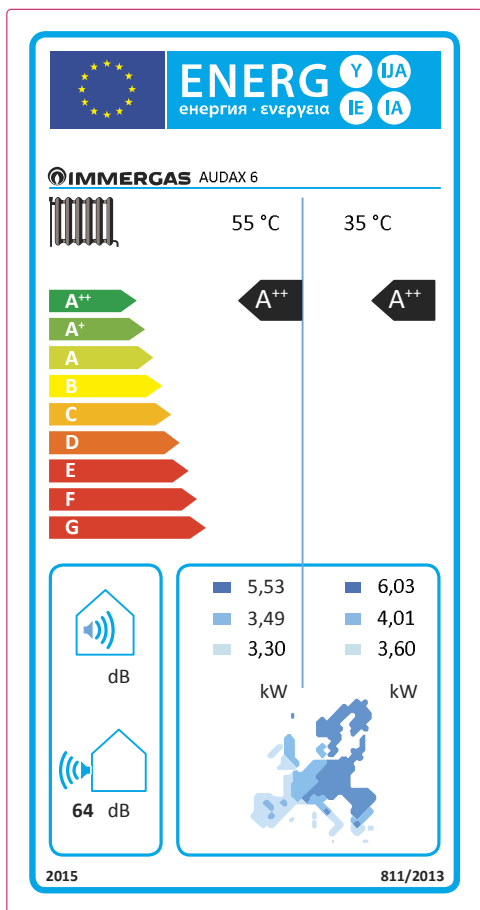 ENERG
енергия · ενεργεια
Y IJA
IE IA
IMMERGAS AUDAX 6
55 °C 35 °C
A++ A++ A++
A+
A
B
C
D
E
F
G
5,53 6,03
3,49 4,01
3,30 3,60
kW kW
dB
64 dB
2015 811/2013